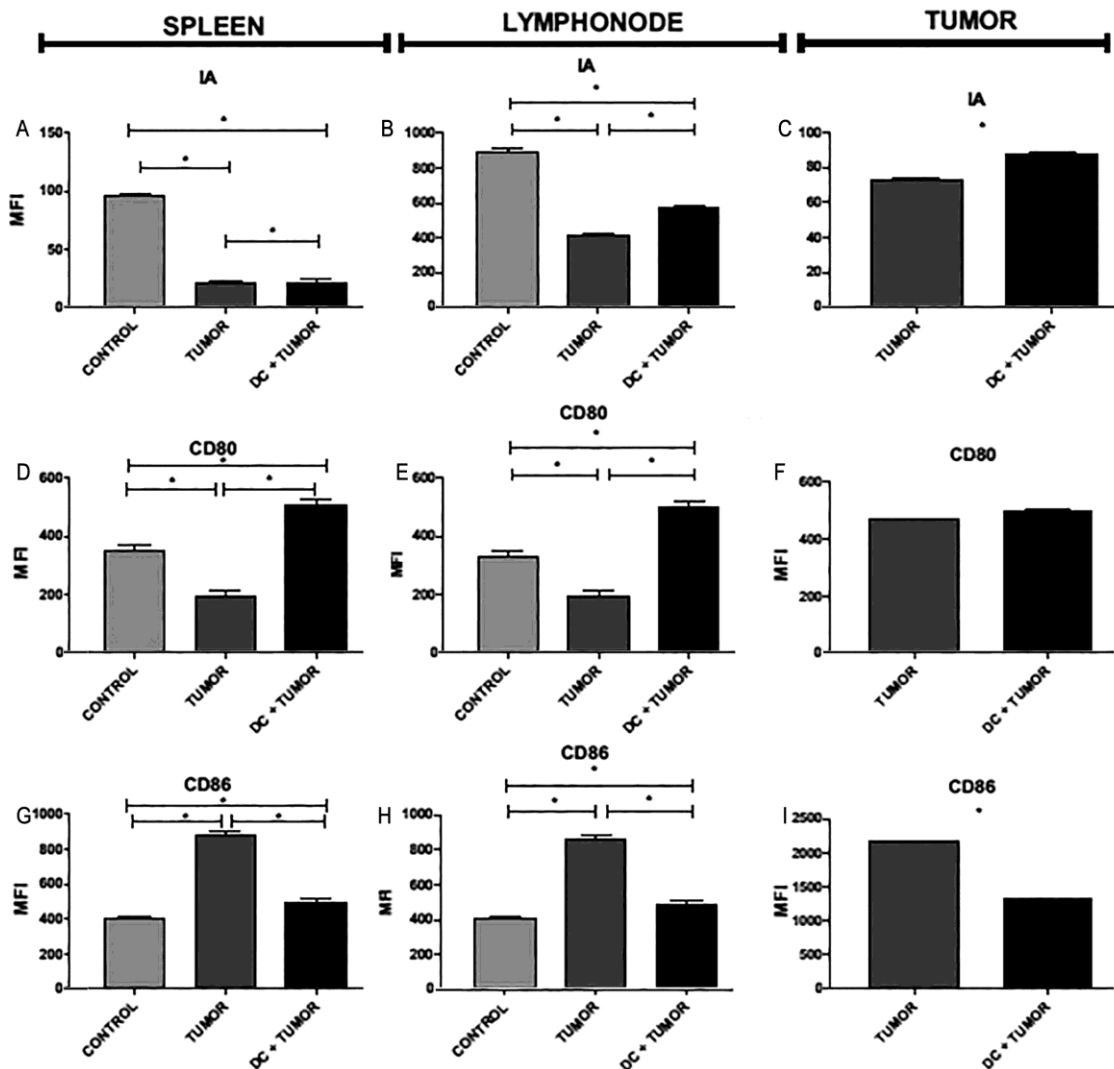 SPLEEN LYMPHONODE TUMOR
IA IA IA
A B C
150 800 100
100 600 80
50 400 60
0 200 40
0 20
0
MFI
CONTROL TUMOR DC + TUMOR CONTROL TUMOR DC + TUMOR TUMOR DC + TUMOR
CD80 CD80 CD80
D E F
600 600 600
400 400 400
200 200 200
0 0 0
MFI MFI MFI
CONTROL TUMOR DC + TUMOR CONTROL TUMOR DC + TUMOR TUMOR DC + TUMOR
CD86 CD86 CD86
G H I
1000 1000 2500
800 800 2000
600 600 1500
400 400 1000
200 200 500
0 0 0
MFI MFI MFI
CONTROL TUMOR DC + TUMOR CONTROL TUMOR DC + TUMOR TUMOR DC + TUMOR